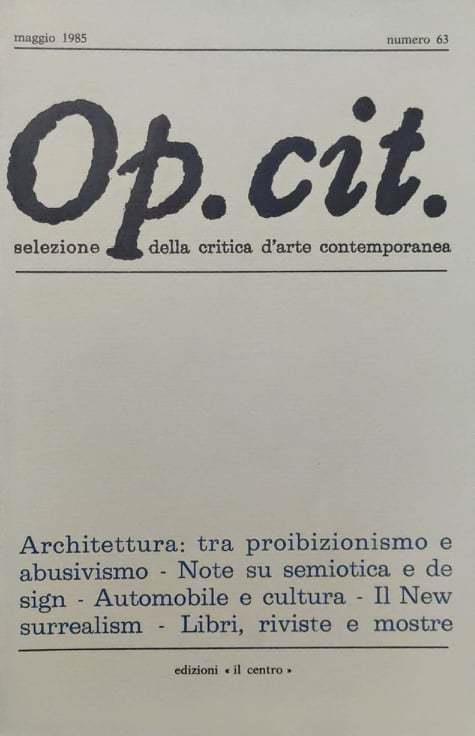 maggio 1985 numero 63
Op. cit.
selezione della critica d'arte contemporanea
Architettura: tra proibizionismo e
abusivismo - Note su semiotica e de
sign - Automobile e cultura - Il New
surrealism - Libri, riviste e mostre
edizioni « il centro »